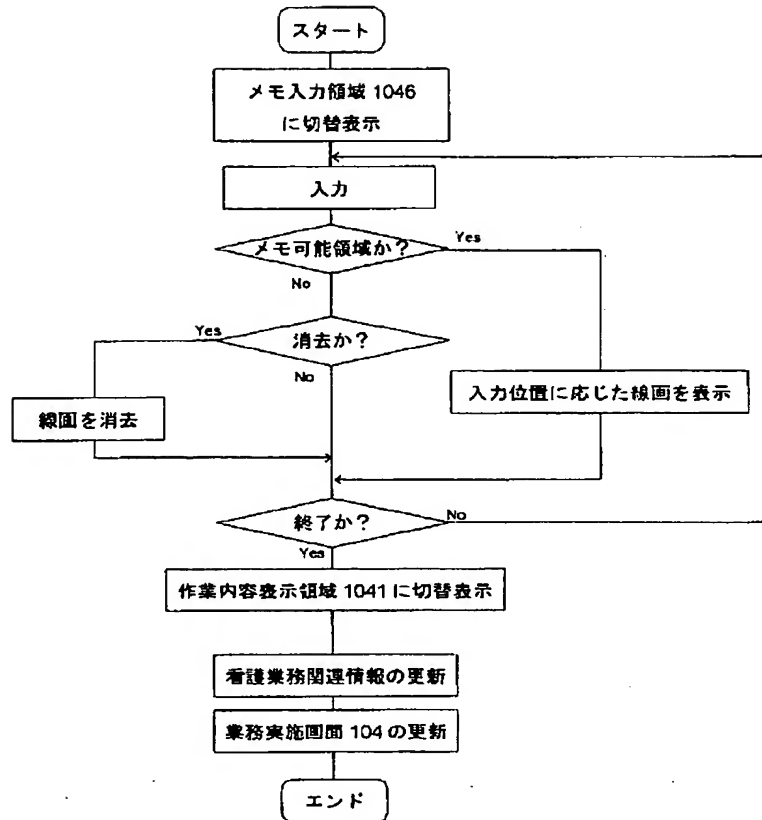 スタート
メモ入力領域 1046
に切替表示
入力
メモ可能領域か?
Yes
No
消去か?
Yes
No
線画を消去
入力位置に応じた線画を表示
終了か?
No
Yes
作業内容表示領域 1041 に切替表示
看護業務関連情報の更新
業務実施画面 104 の更新
エンド